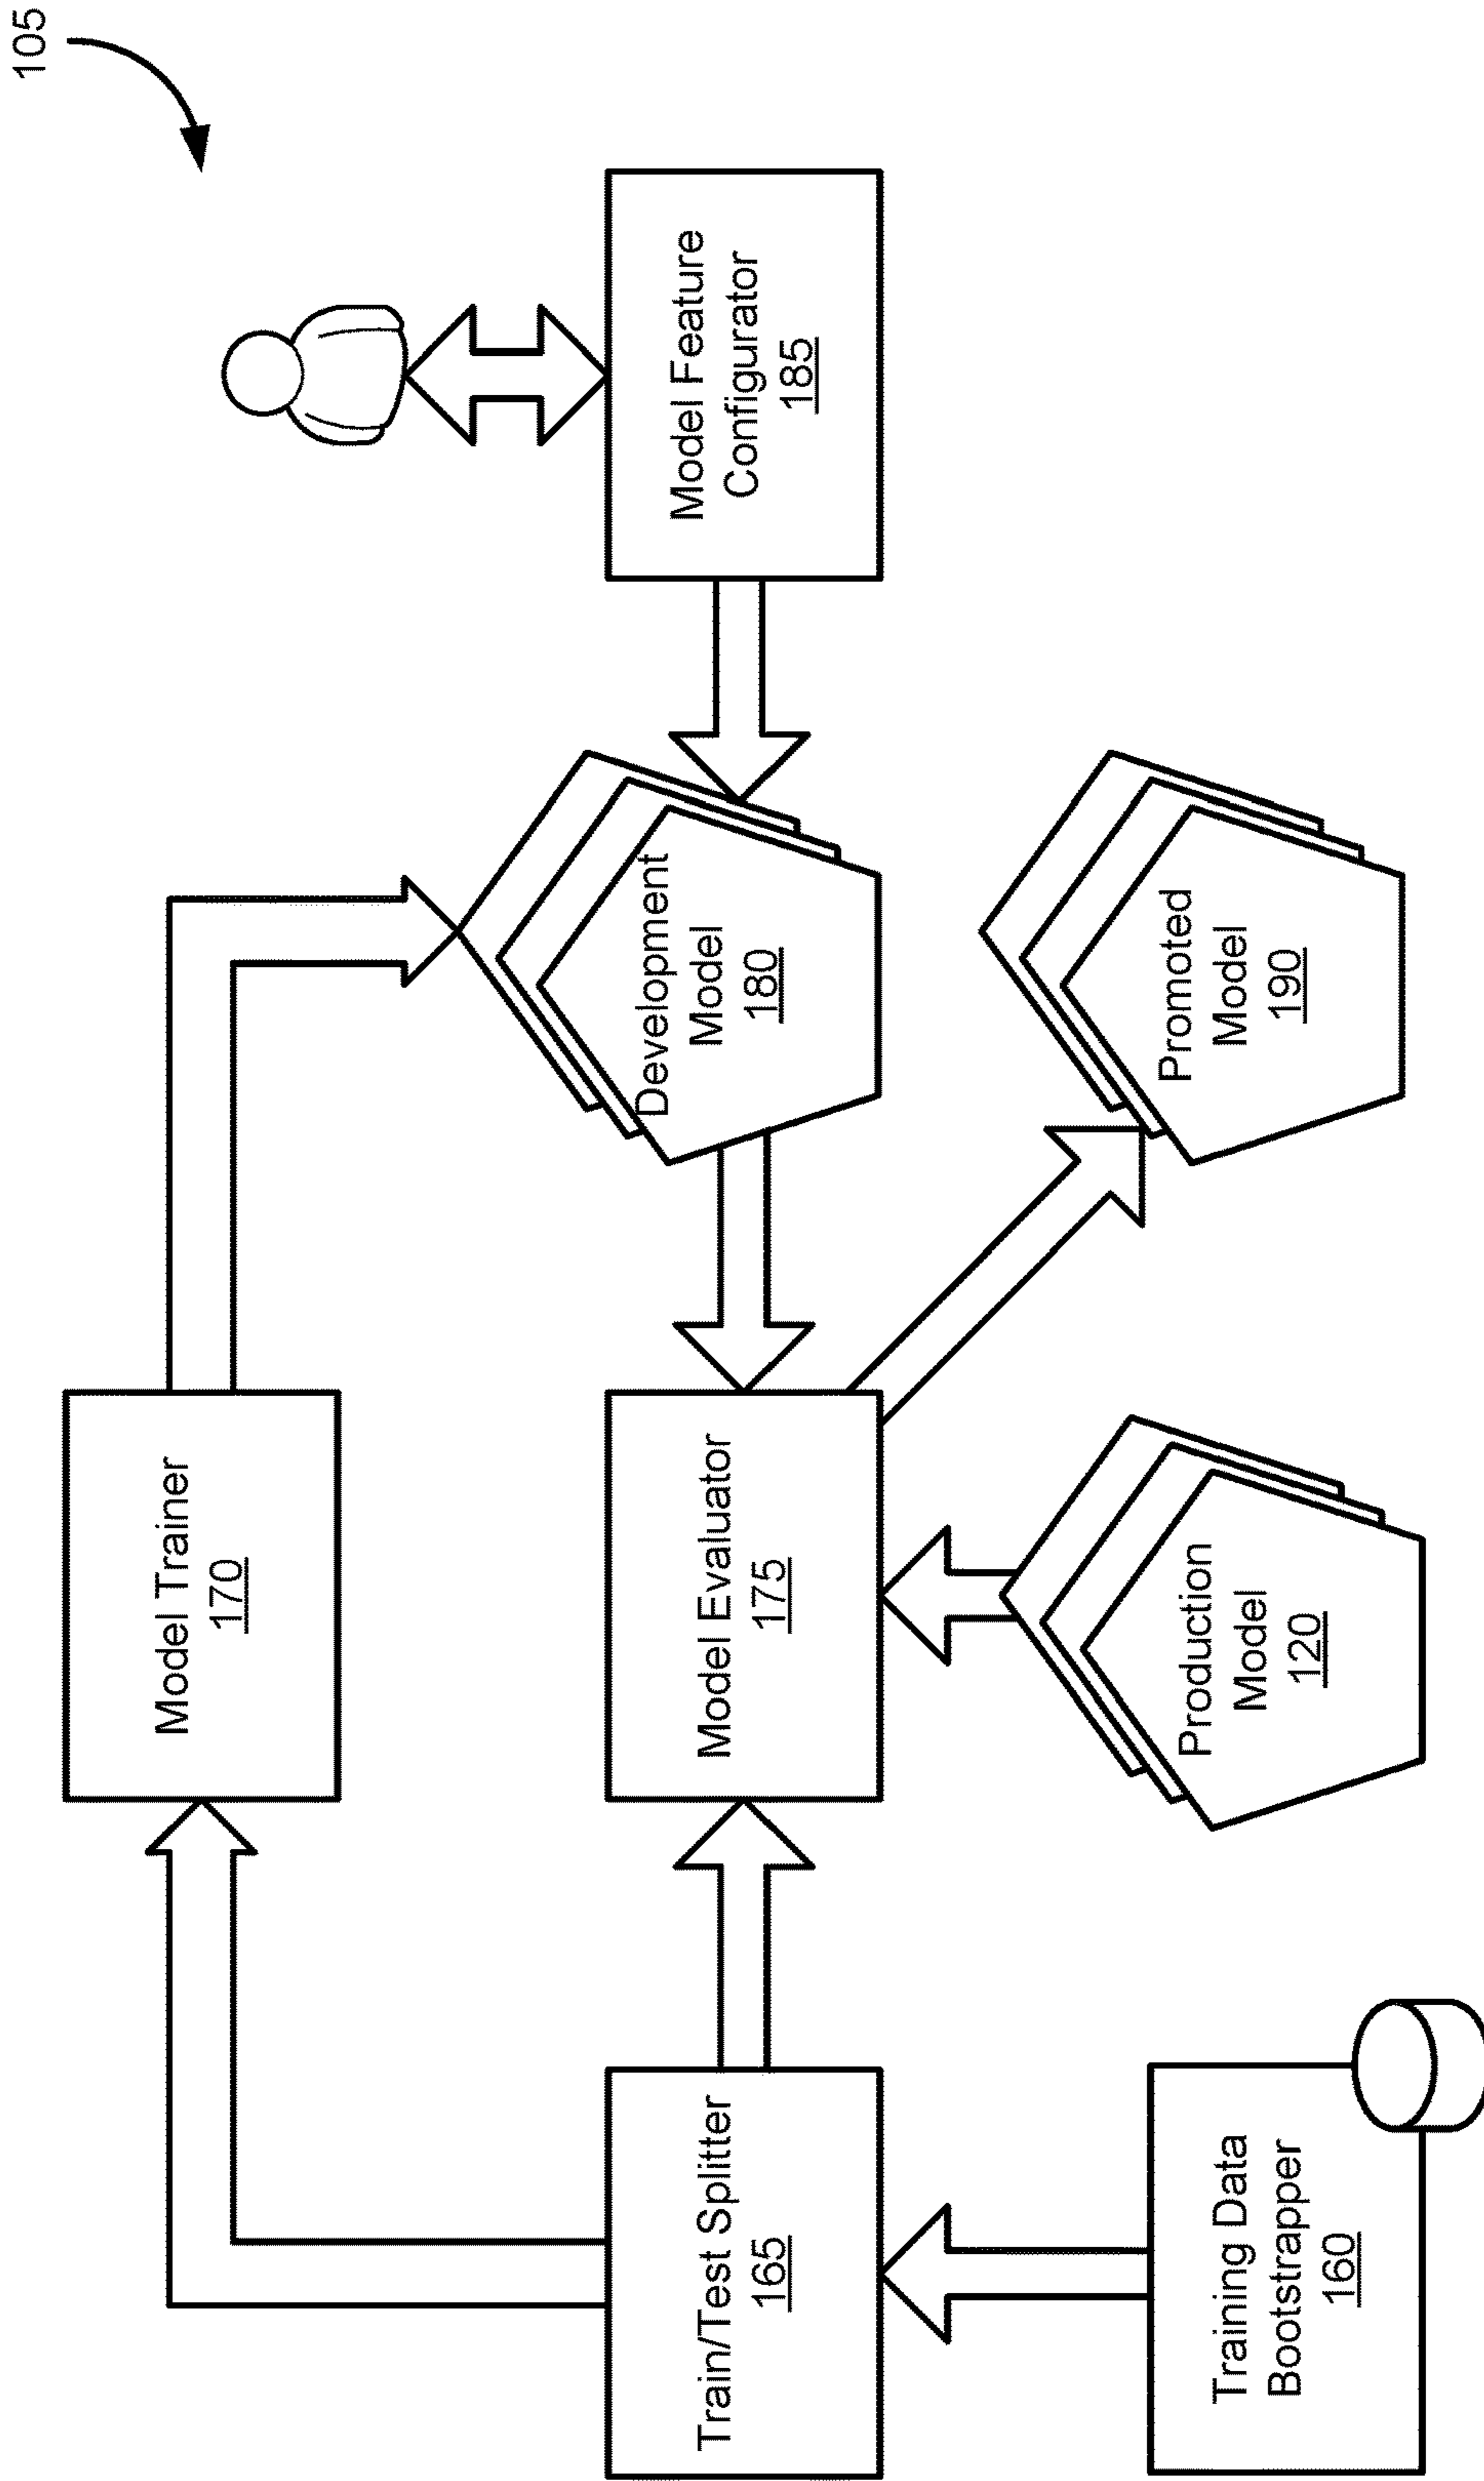 105
Model Trainer
170
Train/Test Splitter
165
Model Evaluator
175
Development
Model
180
Model Feature
Configurator
185
Training Data
Bootstrapper
160
Production
Model
120
Promoted
Model
190